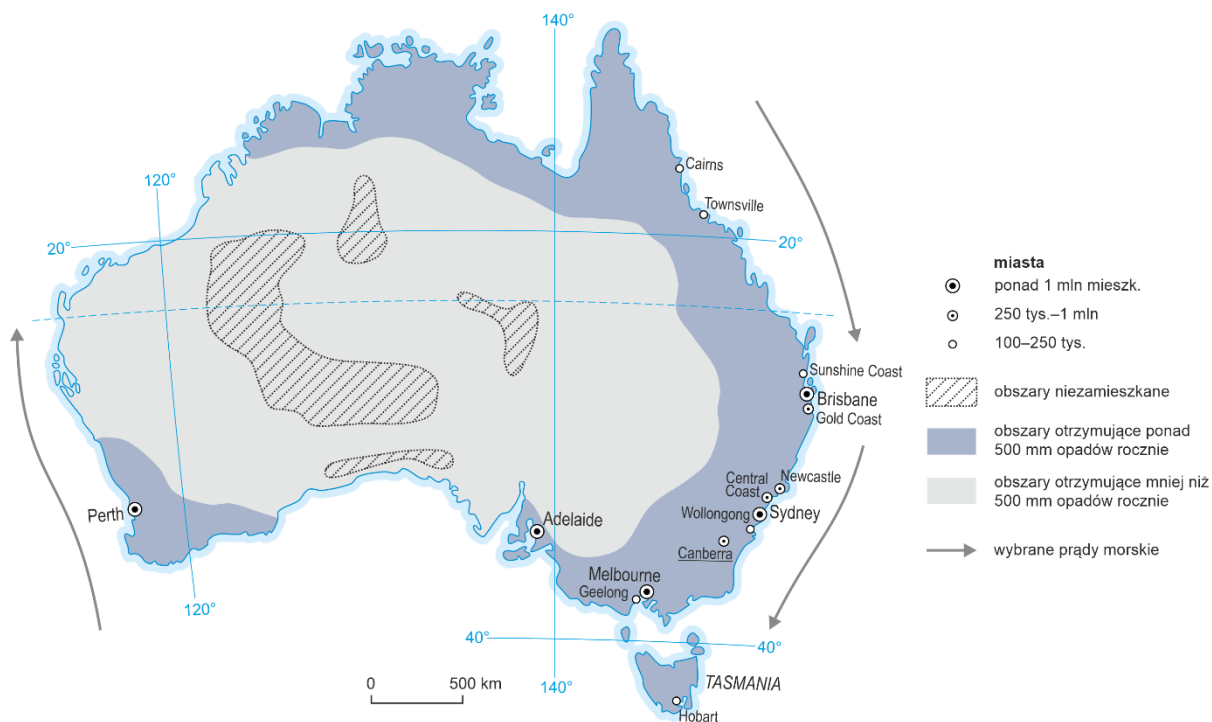 140°
120°
20°
Cairns
Townsville
20°
Sunshine Coast
Brisbane
Gold Coast
Newcastle
Central
Coast
Sydney
Wollongong
Canberra
Perth
Adelaide
Melbourne
Geelong
120°
40°
40°
140°
TASMANIA
Hobart
0 500 km
miasta
ponad 1 mln mieszk.
250 tys.–1 mln
100–250 tys.
obszary niezamieszkane
obszary otrzymujące ponad
500 mm opadów rocznie
obszary otrzymujące mniej niż
500 mm opadów rocznie
wybrane prądy morskie